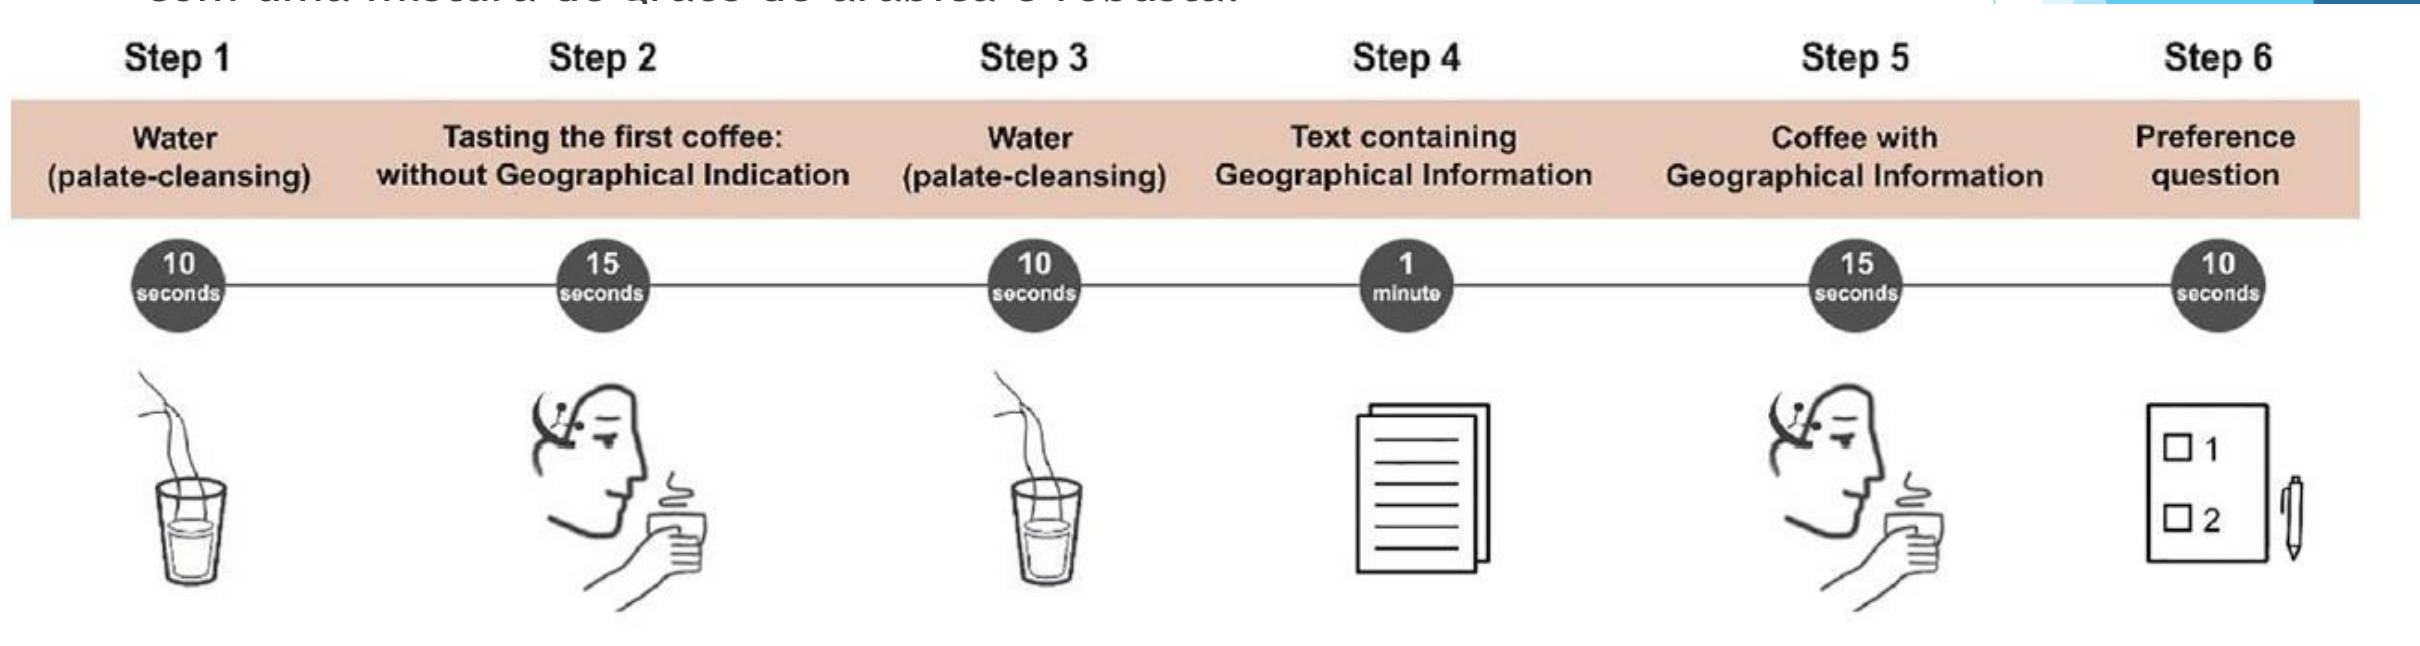 Step 1
Step 2
Step 3
Step 4
Step 5
Step 6
Water
(palate-cleansing)
Tasting the first coffee:
without Geographical Indication
Water
(palate-cleansing)
Text containing
Geographical Information
Coffee with
Geographical Information
Preference
question
10
seconds
15
seconds
10
seconds
1
minute
15
seconds
10
seconds
1
2